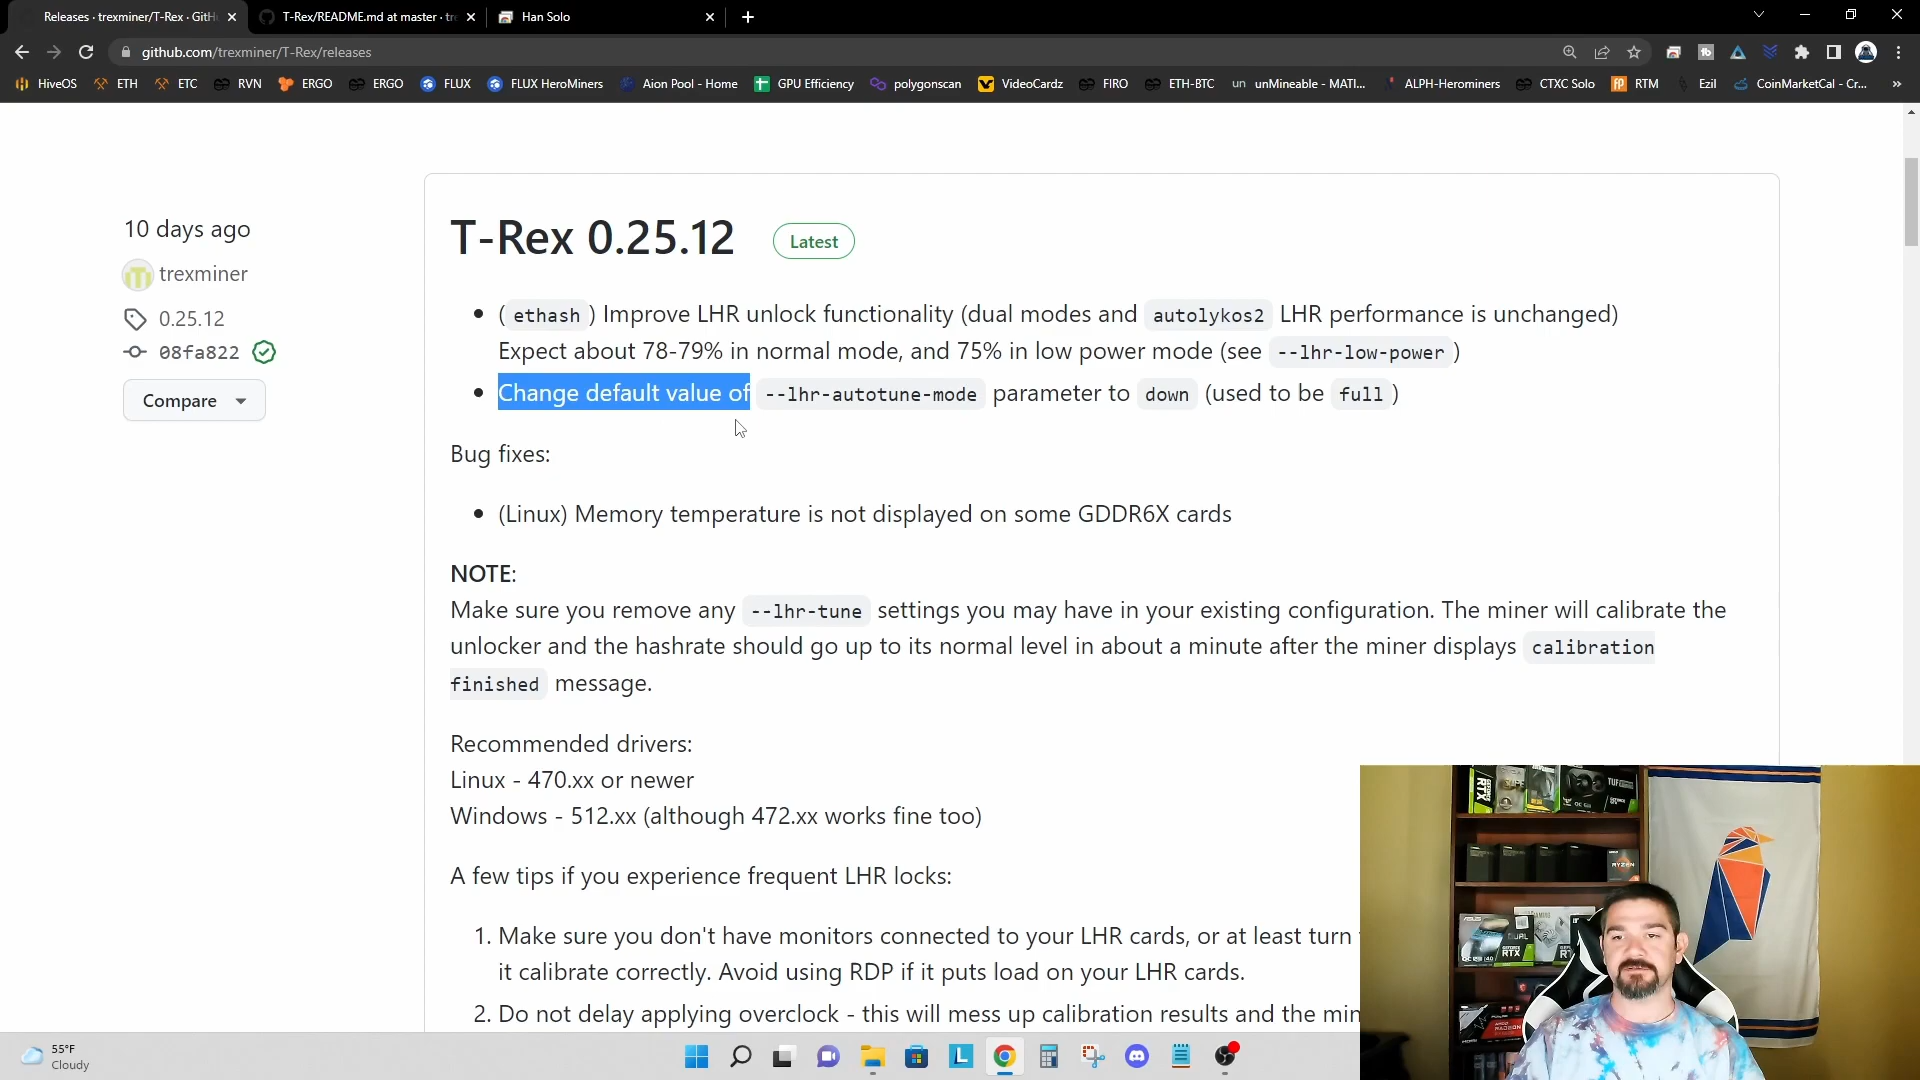 Releases · trexminer/T-Rex · GitH
T-Rex/README.md at master · tre
Han Solo
github.com/trexminer/T-Rex/releases
HiveOS ETH ETC RVN ERGO ERGO FLUX FLUX HeroMiners Aion Pool - Home GPU Efficiency polygonscan VideoCardz FIRO ETH-BTC un unMineable - MATI... ALPH-Herominers CTXC Solo RTM Ezil CoinMarketCal - Cr... »
10 days ago
trexminer
0.25.12
08fa822
Compare
T-Rex 0.25.12 Latest
• ( ethash ) Improve LHR unlock functionality (dual modes and autolykos2 LHR performance is unchanged)
Expect about 78-79% in normal mode, and 75% in low power mode (see --lhr-low-power )
• Change default value of --lhr-autotune-mode parameter to down (used to be full )
Bug fixes:
• (Linux) Memory temperature is not displayed on some GDDR6X cards
NOTE:
Make sure you remove any --lhr-tune settings you may have in your existing configuration. The miner will calibrate the
unlocker and the hashrate should go up to its normal level in about a minute after the miner displays calibration
finished message.
Recommended drivers:
Linux - 470.xx or newer
Windows - 512.xx (although 472.xx works fine too)
A few tips if you experience frequent LHR locks:
1. Make sure you don't have monitors connected to your LHR cards, or at least turn
it calibrate correctly. Avoid using RDP if it puts load on your LHR cards.
2. Do not delay applying overclock - this will mess up calibration results and the min
RTX
TUF
RYZEN
DUAL
RTX
RADEON
55°F
Cloudy